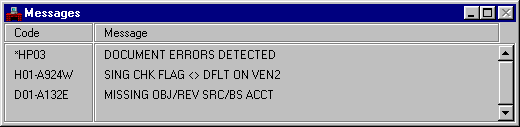 Messages
Code Message
*HP03 DOCUMENT ERRORS DETECTED
H01-A924W SING CHK FLAG <> DFLT ON VEN2
D01-A132E MISSING OBJ/REV SRC/BS ACCT